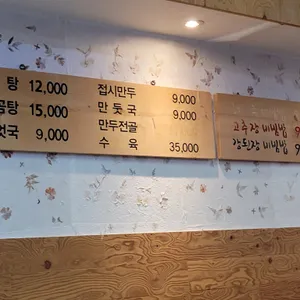 탕 12,000
곰탕 15,000
국 9,000
접시만두 9,000
만 둣 국 9,000
만두전골
수 육 35,000
고추장 비빔밥
강된장 비빔밥 9